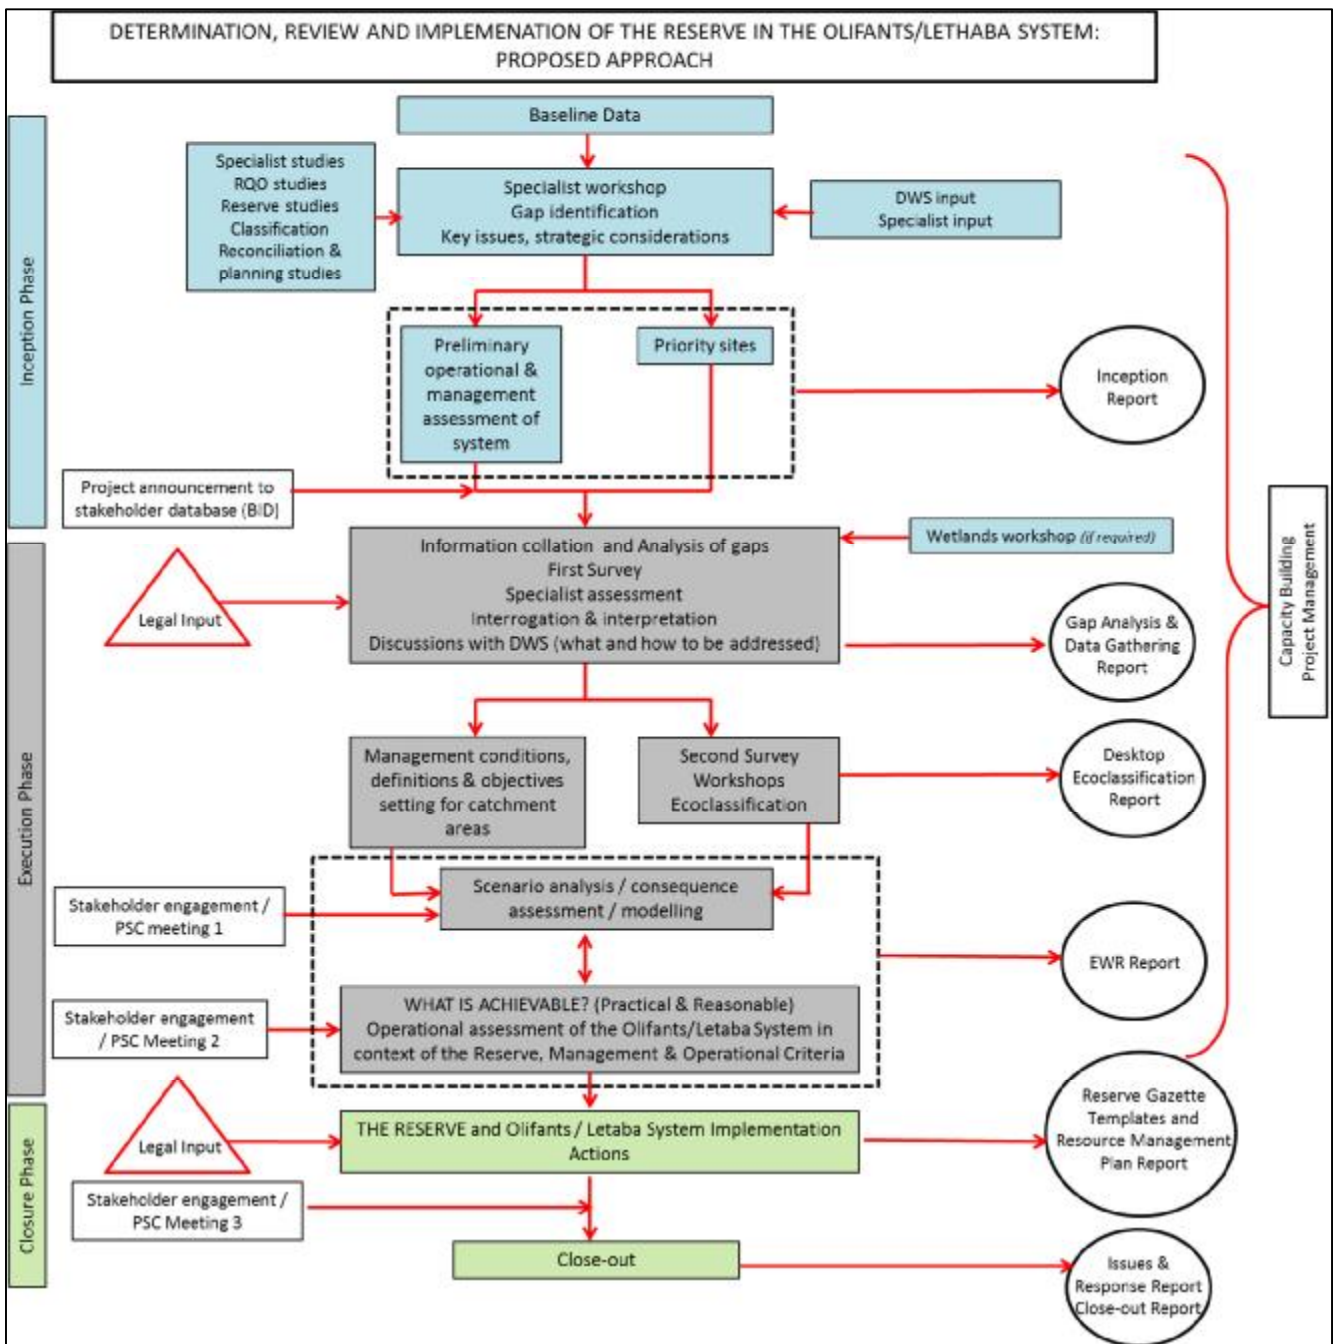 DETERMINATION, REVIEW AND IMPLEMENATION OF THE RESERVE IN THE OLIFANTS/LETHABA SYSTEM:
PROPOSED APPROACH
Inception Phase
Baseline Data
Specialist studies
RQO studies
Reserve studies
Classification
Reconciliation &
planning studies
Specialist workshop
Gap identification
Key issues, strategic considerations
DWS input
Specialist input
Preliminary
operational &
management
assessment of
system
Priority sites
Inception
Report
Project announcement to
stakeholder database (BID)
Capacity Building
Project Management
Execution Phase
Information collation and Analysis of gaps
First Survey
Specialist assessment
Interrogation & interpretation
Discussions with DWS (what and how to be addressed)
Wetlands workshop (if required)
Legal Input
Gap Analysis &
Data Gathering
Report
Management conditions,
definitions & objectives
setting for catchment
areas
Second Survey
Workshops
Ecoclassification
Desktop
Ecoclassification
Report
Scenario analysis / consequence
assessment / modelling
Stakeholder engagement /
PSC meeting 1
EWR Report
WHAT IS ACHIEVABLE? (Practical & Reasonable)
Operational assessment of the Olifants/Letaba System in
context of the Reserve, Management & Operational Criteria
Stakeholder engagement
/ PSC Meeting 2
Closure Phase
Legal Input
THE RESERVE and Olifants / Letaba System Implementation
Actions
Reserve Gazette
Templates and
Resource Management
Plan Report
Stakeholder engagement /
PSC Meeting 3
Close-out
Issues &
Response Report
Close-out Report